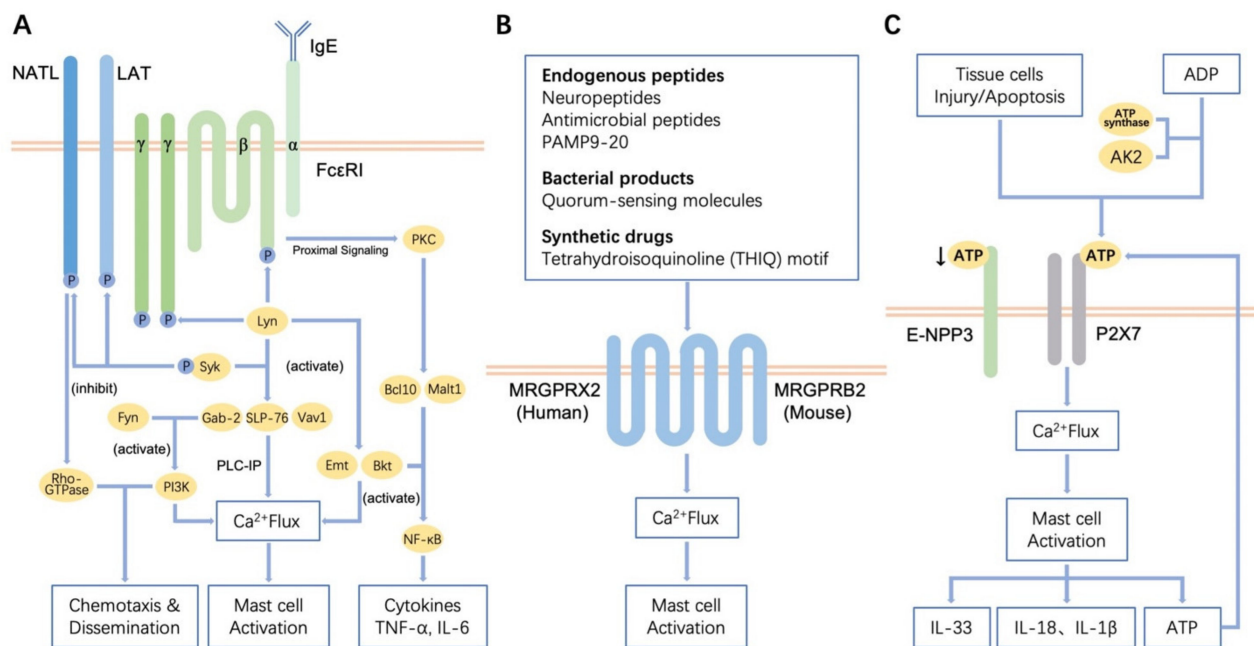 A
IgE
NATL
LAT
γ
γ
β
α
FcεRI
P
Proximal Signaling
PKC
P
P
P
P
Lyn
P
Syk
(activate)
(inhibit)
Bcl10
Malt1
Fyn
Gab-2
SLP-76
Vav1
(activate)
PLC-IP
Emt
Bkt
Rho-
GTPase
PI3K
(activate)
Ca²⁺Flux
NF-κB
Chemotaxis &
Dissemination
Mast cell
Activation
Cytokines
TNF-α, IL-6
B
Endogenous peptides
Neuropeptides
Antimicrobial peptides
PAMP9-20
Bacterial products
Quorum-sensing molecules
Synthetic drugs
Tetrahydroisoquinoline (THIQ) motif
MRGPRX2
(Human)
MRGPRB2
(Mouse)
Ca²⁺Flux
Mast cell
Activation
C
Tissue cells
Injury/Apoptosis
ADP
ATP
synthase
AK2
↓
ATP
ATP
E-NPP3
P2X7
Ca²⁺Flux
Mast cell
Activation
IL-33
IL-18、IL-1β
ATP